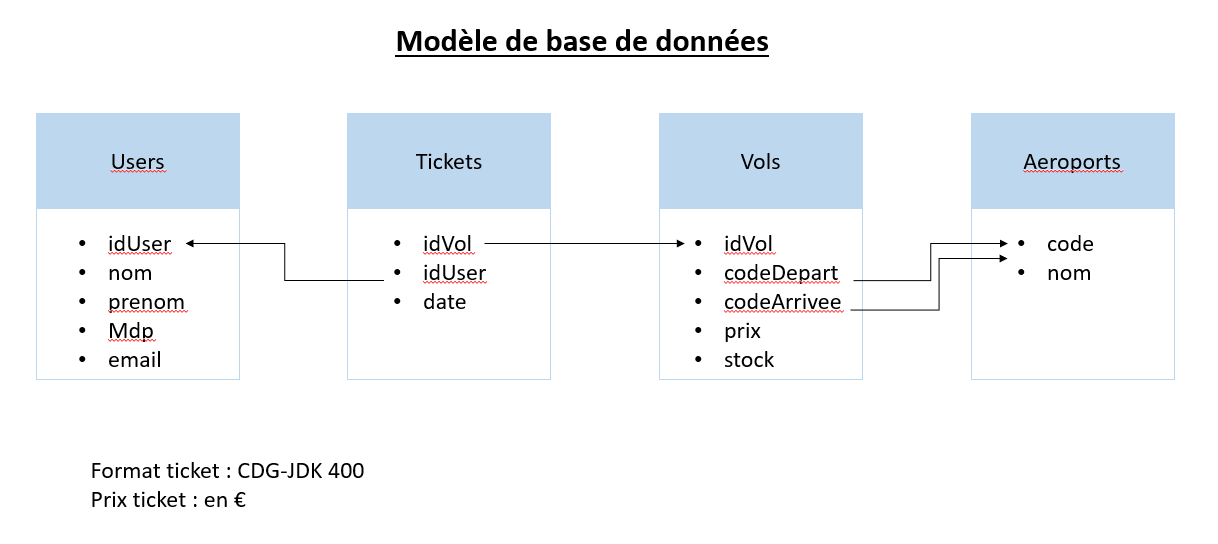 Modèle de base de données
Users
• idUser
• nom
• prenom
• Mdp
• email
Tickets
• idVol
• idUser
• date
Vols
• idVol
• codeDepart
• codeArrivee
• prix
• stock
Aeroports
• code
• nom
Format ticket : CDG-JDK 400
Prix ticket : en €